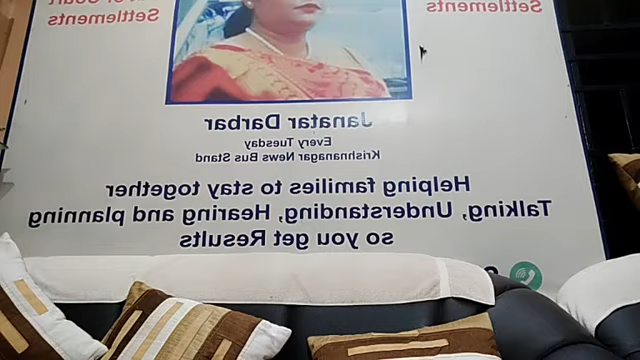 Court
Settlements
Settlements
Janatar Darbar
Every Tuesday
Krishnanagar News Bus Stand
Helping families to stay together
Talking, Understanding, Hearing and planning
so you get Results